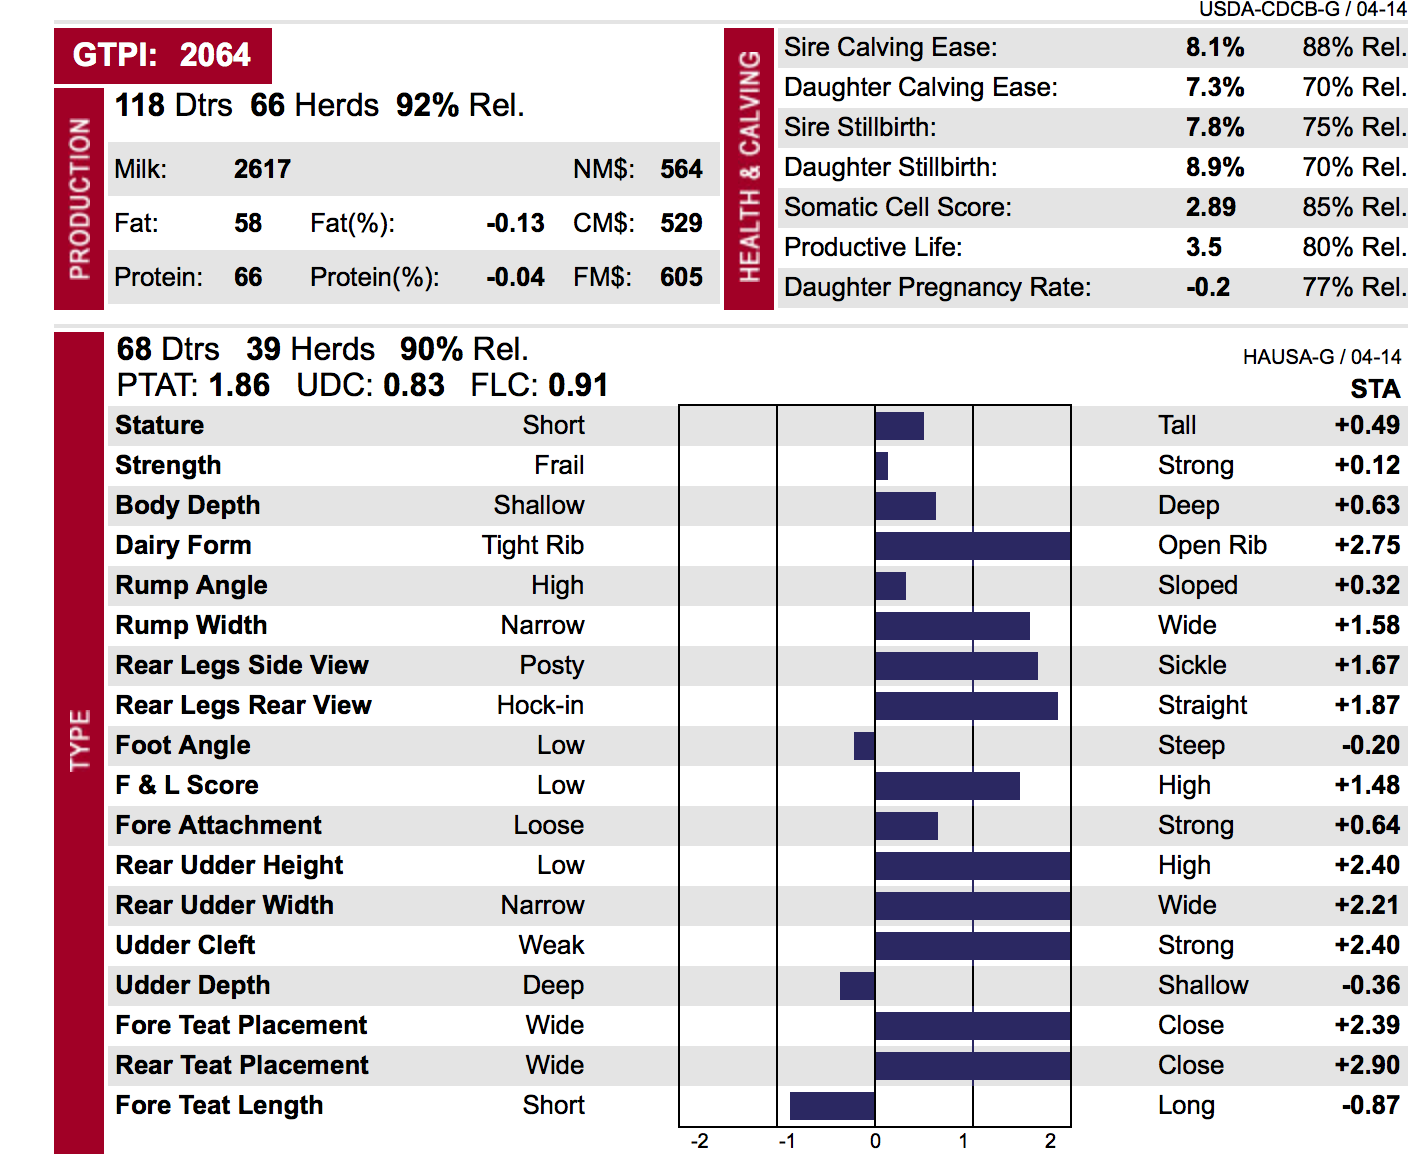 USDA-CDCB-G / 04-14
GTPI: 2064
PRODUCTION
118 Dtrs 66 Herds 92% Rel.
Milk: 2617 NM$: 564
Fat: 58 Fat(%): -0.13 CM$: 529
Protein: 66 Protein(%): -0.04 FM$: 605
HEALTH & CALVING
Sire Calving Ease: 8.1% 88% Rel.
Daughter Calving Ease: 7.3% 70% Rel.
Sire Stillbirth: 7.8% 75% Rel.
Daughter Stillbirth: 8.9% 70% Rel.
Somatic Cell Score: 2.89 85% Rel.
Productive Life: 3.5 80% Rel.
Daughter Pregnancy Rate: -0.2 77% Rel.
TYPE
68 Dtrs 39 Herds 90% Rel.
HAUSA-G / 04-14
PTAT: 1.86 UDC: 0.83 FLC: 0.91
STA
Stature Short Tall +0.49
Strength Frail Strong +0.12
Body Depth Shallow Deep +0.63
Dairy Form Tight Rib Open Rib +2.75
Rump Angle High Sloped +0.32
Rump Width Narrow Wide +1.58
Rear Legs Side View Posty Sickle +1.67
Rear Legs Rear View Hock-in Straight +1.87
Foot Angle Low Steep -0.20
F & L Score Low High +1.48
Fore Attachment Loose Strong +0.64
Rear Udder Height Low High +2.40
Rear Udder Width Narrow Wide +2.21
Udder Cleft Weak Strong +2.40
Udder Depth Deep Shallow -0.36
Fore Teat Placement Wide Close +2.39
Rear Teat Placement Wide Close +2.90
Fore Teat Length Short Long -0.87
-2 -1 0 1 2